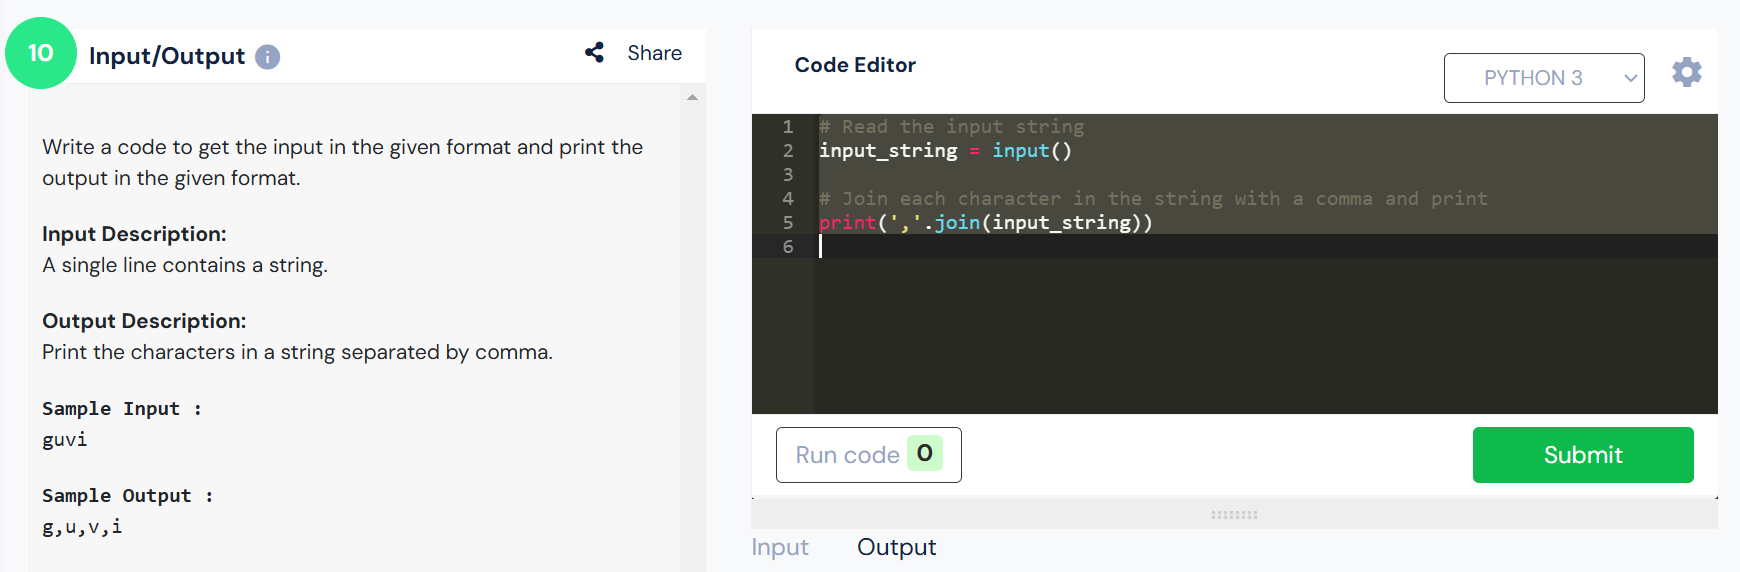 10
Input/Output i
Share
Write a code to get the input in the given format and print the
output in the given format.
Input Description:
A single line contains a string.
Output Description:
Print the characters in a string separated by comma.
Sample Input :
guvi
Sample Output :
g,u,v,i
Code Editor
PYTHON 3
1 # Read the input string
2 input_string = input()
3
4 # Join each character in the string with a comma and print
5 print(','.join(input_string))
6
Run code 0
Submit
Input Output